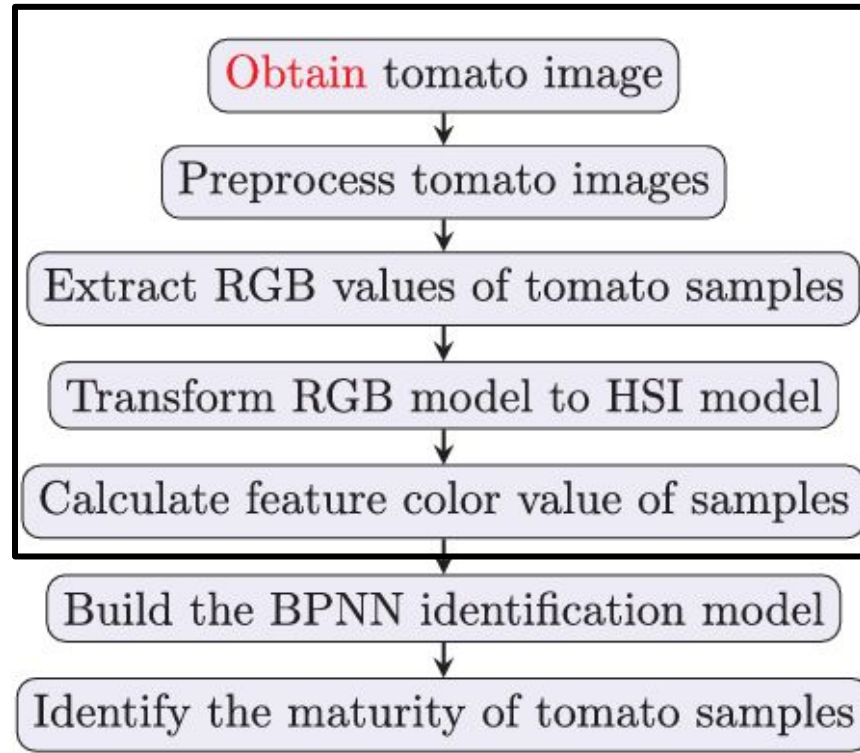 Obtain tomato image
Preprocess tomato images
Extract RGB values of tomato samples
Transform RGB model to HSI model
Calculate feature color value of samples
Build the BPNN identification model
Identify the maturity of tomato samples